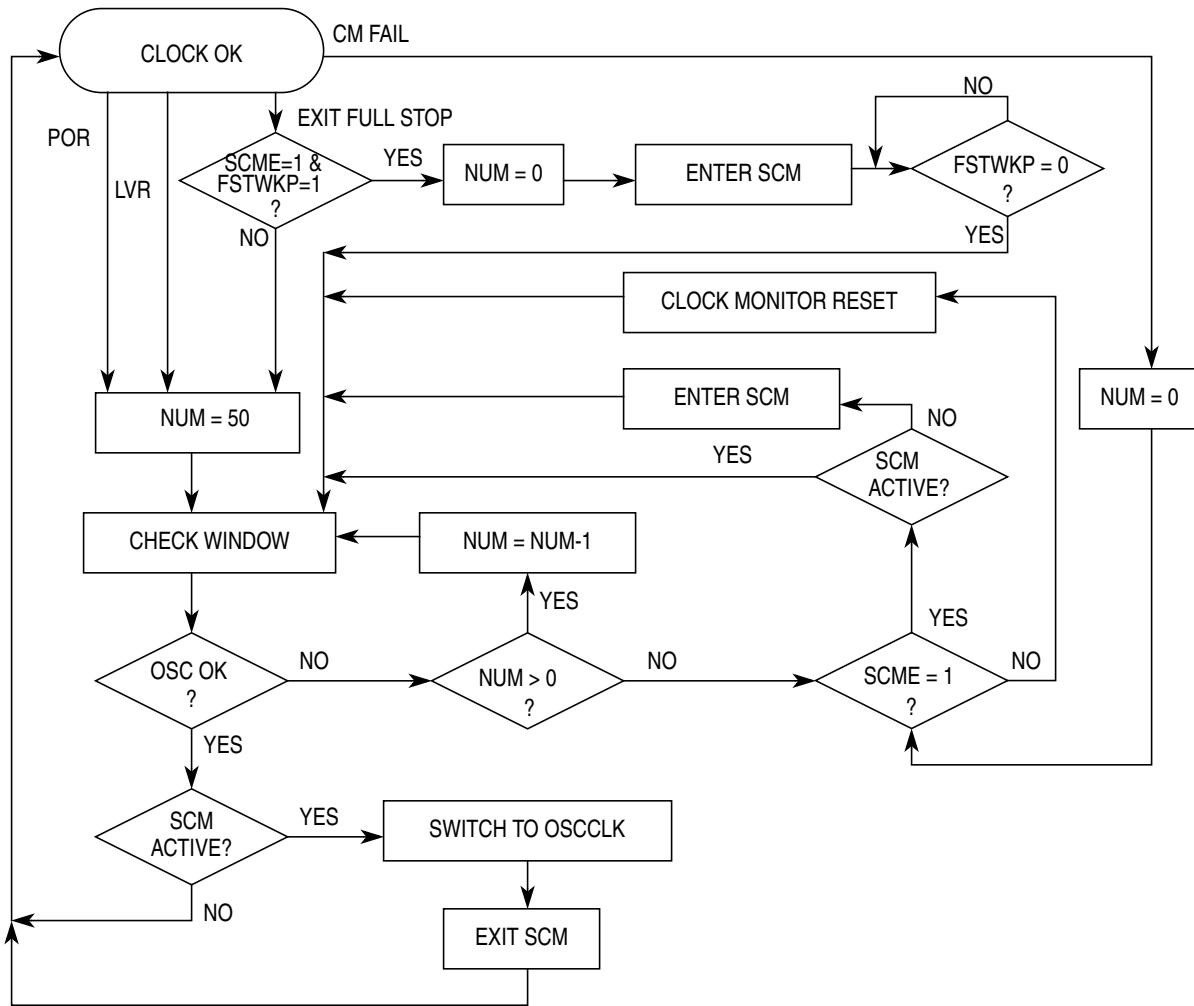 CM FAIL
CLOCK OK
NO
EXIT FULL STOP
POR
SCME=1 &
FSTWKP=1
?
YES
NUM = 0
ENTER SCM
FSTWKP = 0
?
LVR
NO
YES
CLOCK MONITOR RESET
ENTER SCM
NUM = 0
NUM = 50
NO
YES
SCM
ACTIVE?
CHECK WINDOW
NUM = NUM-1
YES
YES
OSC OK
?
NO
NUM > 0
?
NO
SCME = 1
?
NO
YES
SCM
ACTIVE?
YES
SWITCH TO OSCCLK
NO
EXIT SCM